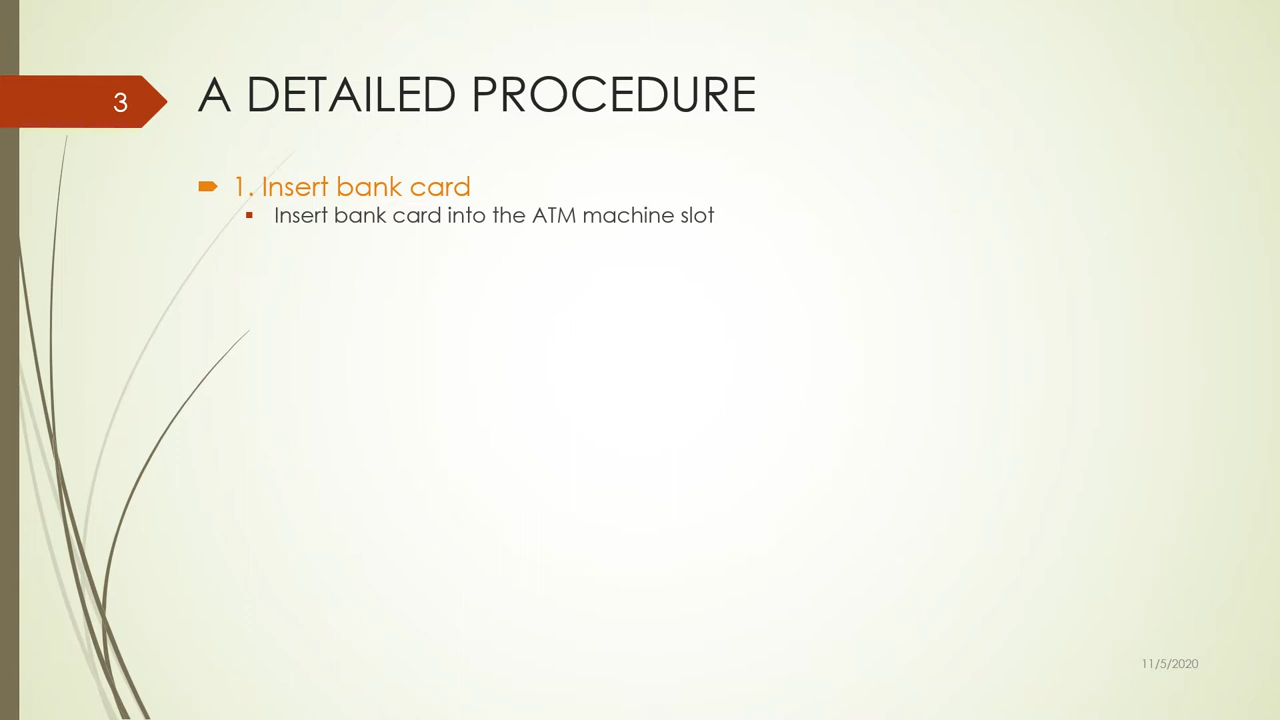 3
A DETAILED PROCEDURE
1. Insert bank card
Insert bank card into the ATM machine slot
11/5/2020